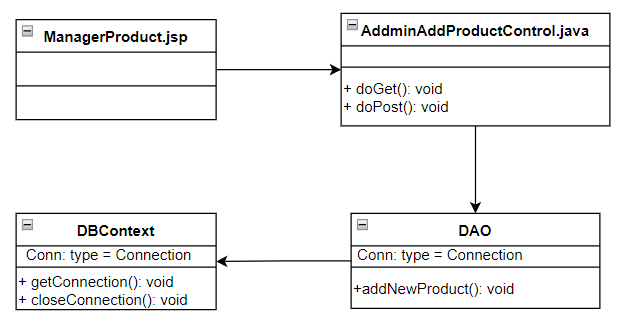 ManagerProduct.jsp
AddminAddProductControl.java
+ doGet(): void
+ doPost(): void
DBContext
Conn: type = Connection
+ getConnection(): void
+ closeConnection(): void
DAO
Conn: type = Connection
+addNewProduct(): void